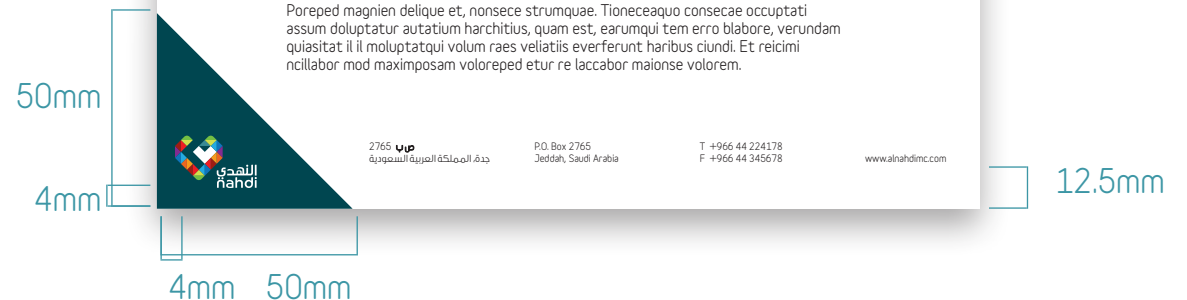 Poreped magnien delique et, nonsece strumquae. Tioneceaquo consecae occuptati
assum doluptatur autatium harchitius, quam est, earumqui tem erro blabore, verundam
quiasitat il il moluptatqui volum raes veliatiis everferunt haribus ciundi. Et reicimi
ncillabor mod maximposam voloreped etur re laccabor maionse volorem.
50mm
4mm
النهدي
nahdi
ص ب 2765
جدة، المملكة العربية السعودية
P.O. Box 2765
Jeddah, Saudi Arabia
T +966 44 224178
F +966 44 345678
www.alnahdimc.com
12.5mm
4mm
50mm